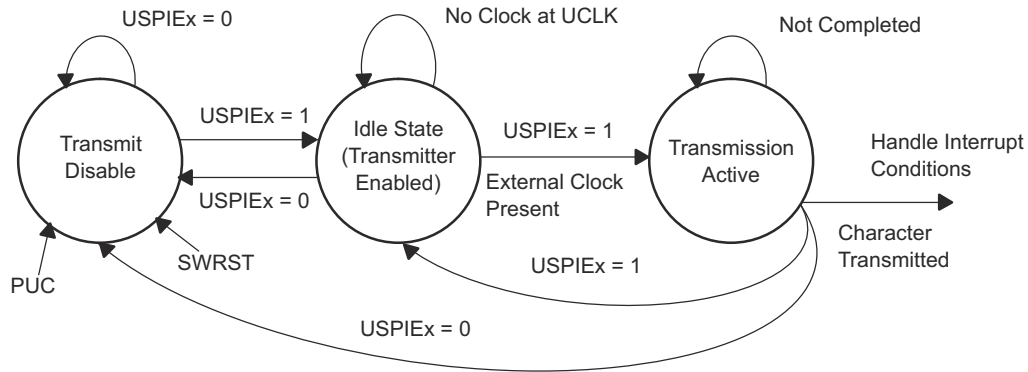 USPIEx = 0
No Clock at UCLK
Not Completed
USPIEx = 1
Transmit
Disable
Idle State
(Transmitter
Enabled)
USPIEx = 1
External Clock
Present
Transmission
Active
Handle Interrupt
Conditions
USPIEx = 0
PUC
SWRST
USPIEx = 1
Character
Transmitted
USPIEx = 0